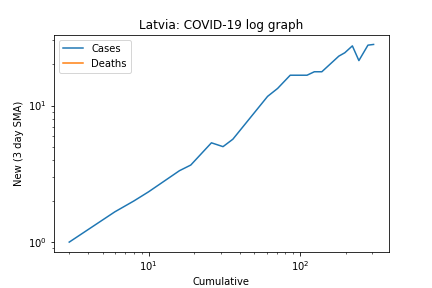 Latvia: COVID-19 log graph
Cases
Deaths
New (3 day SMA)
10¹
10⁰
10¹
10²
Cumulative